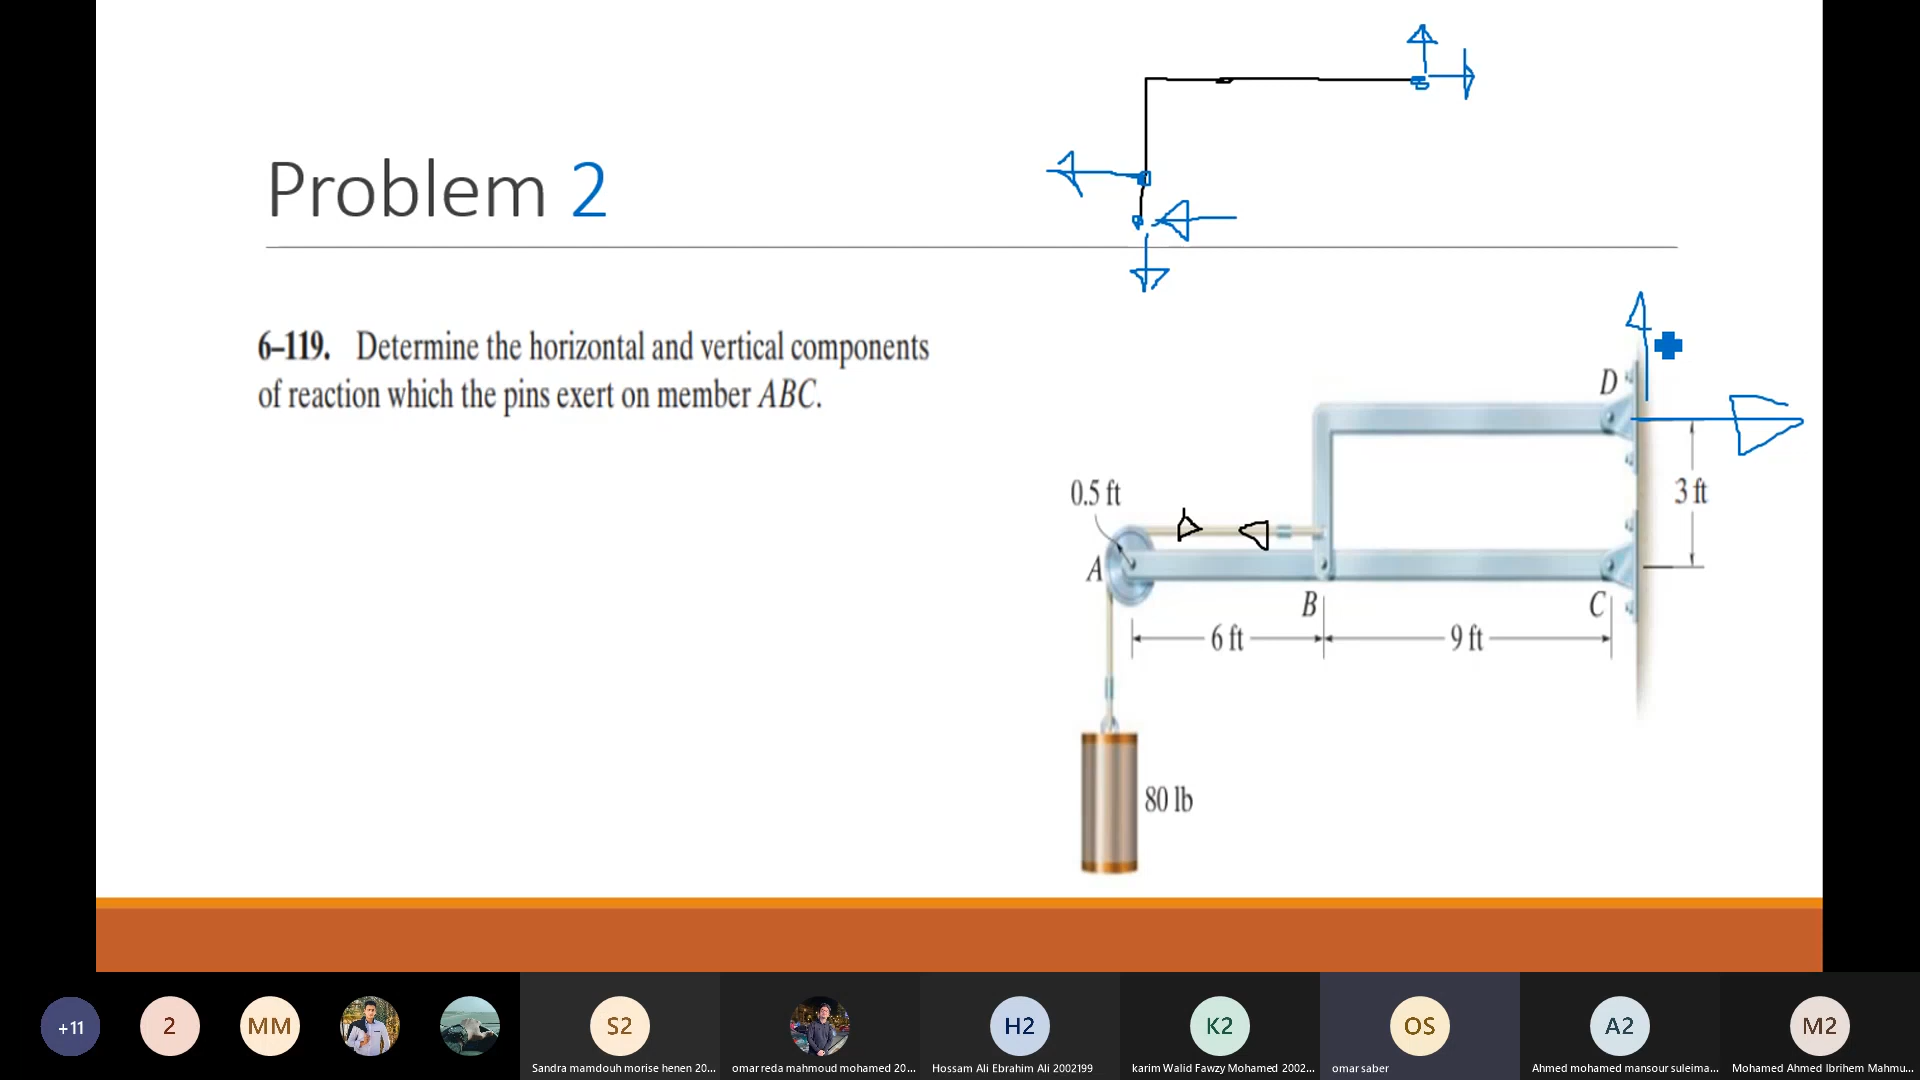 Problem 2
6–119. Determine the horizontal and vertical components
of reaction which the pins exert on member ABC.
D
3 ft
0.5 ft
A
B
C
6 ft
9 ft
80 lb
+11
2
MM
S2
H2
K2
OS
A2
M2
Sandra mamdouh morise henen 20...
omar reda mahmoud mohamed 20...
Hossam Ali Ebrahim Ali 2002199
karim Walid Fawzy Mohamed 2002...
omar saber
Ahmed mohamed mansour suleima...
Mohamed Ahmed Ibrihem Mahmu...